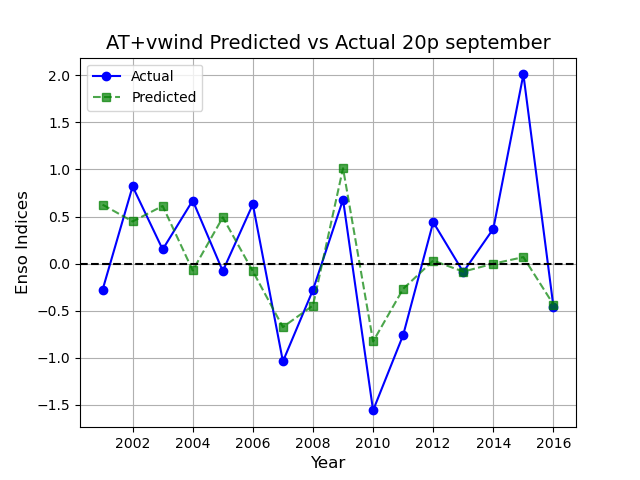 AT+vwind Predicted vs Actual 20p september
Actual
Predicted
Enso Indices
2.0
1.5
1.0
0.5
0.0
−0.5
−1.0
−1.5
2002 2004 2006 2008 2010 2012 2014 2016
Year